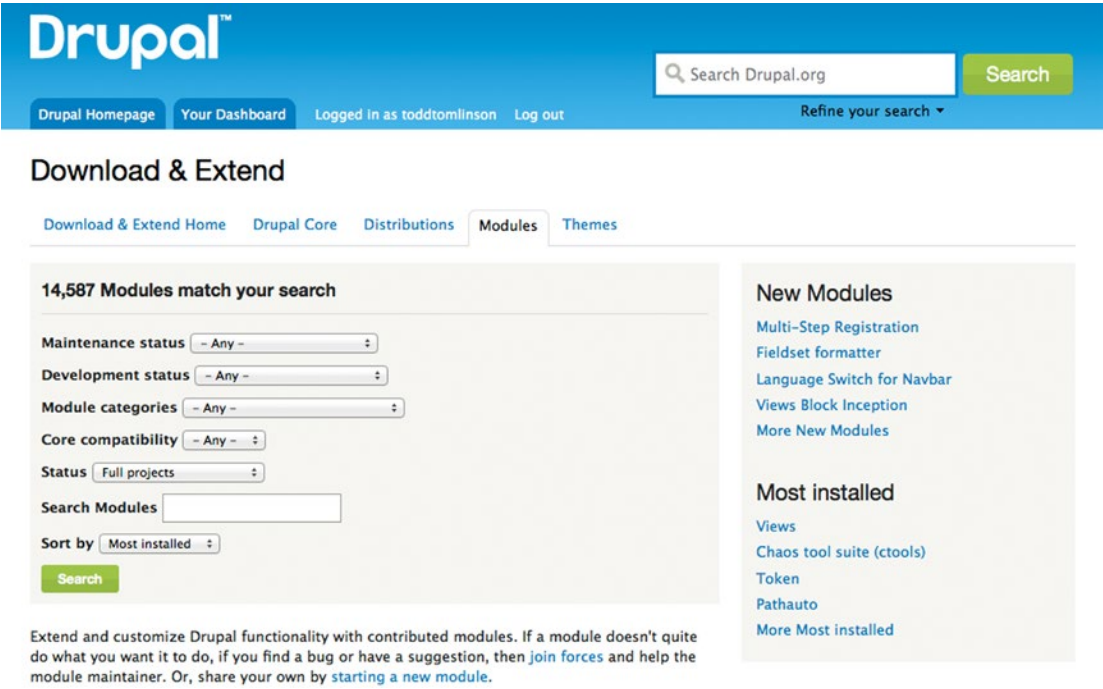 Drupal™
Search Drupal.org
Search
Refine your search
Drupal Homepage
Your Dashboard
Logged in as toddtomlinson
Log out
Download & Extend
Download & Extend Home
Drupal Core
Distributions
Modules
Themes
14,587 Modules match your search
Maintenance status - Any -
Development status - Any -
Module categories - Any -
Core compatibility - Any -
Status Full projects
Search Modules
Sort by Most installed
Search
Extend and customize Drupal functionality with contributed modules. If a module doesn't quite
do what you want it to do, if you find a bug or have a suggestion, then join forces and help the
module maintainer. Or, share your own by starting a new module.
New Modules
Multi-Step Registration
Fieldset formatter
Language Switch for Navbar
Views Block Inception
More New Modules
Most installed
Views
Chaos tool suite (ctools)
Token
Pathauto
More Most installed